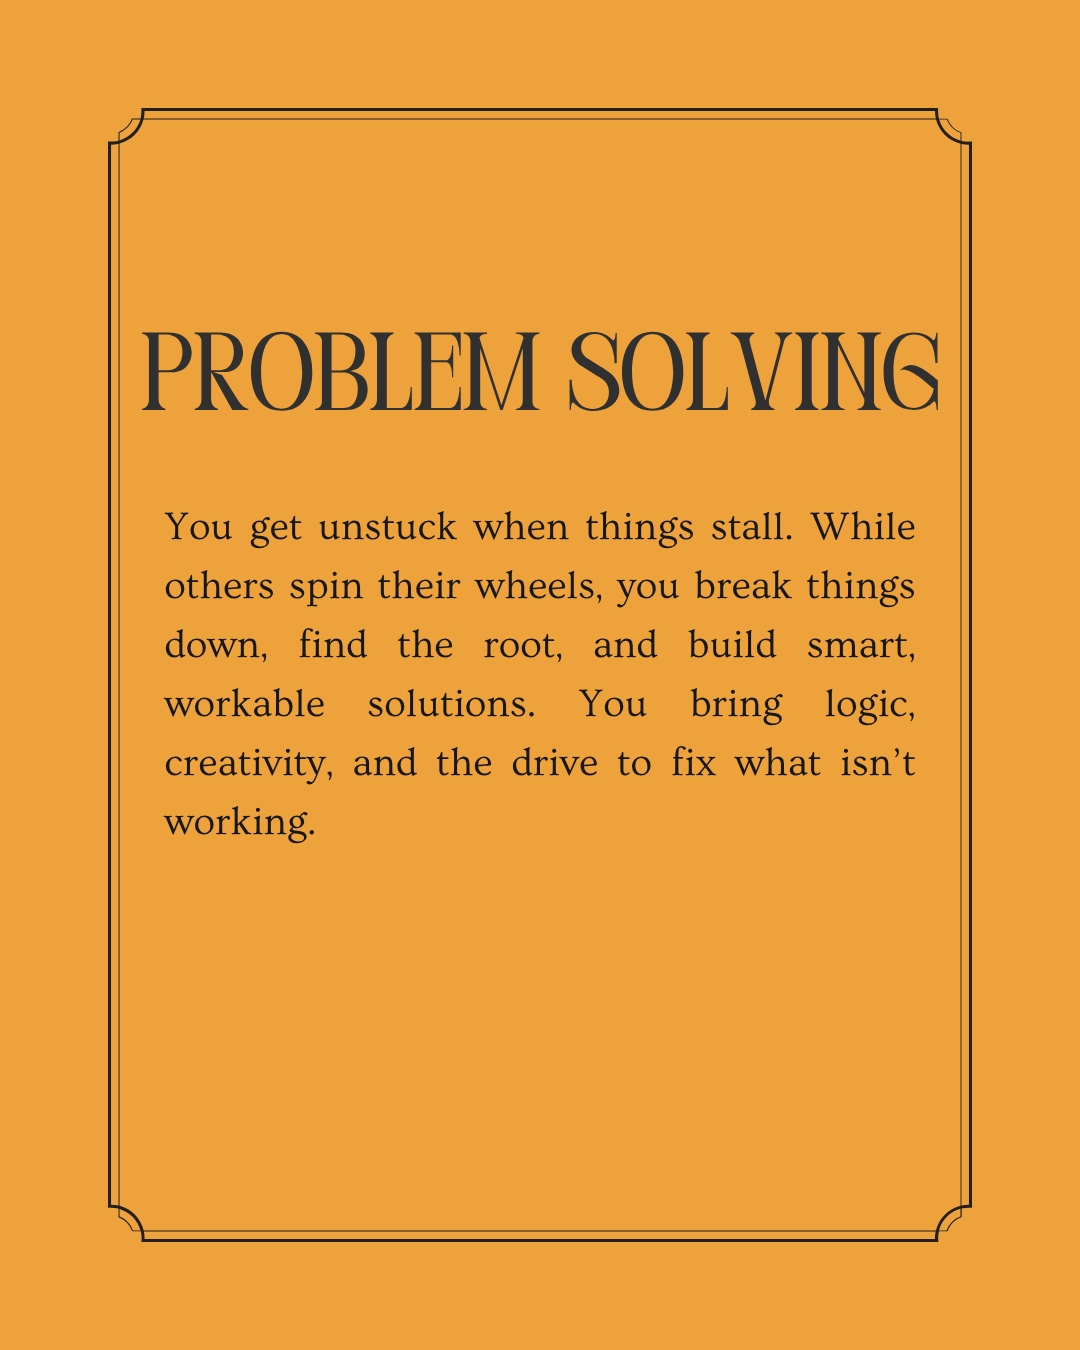 PROBLEM SOLVING
You get unstuck when things stall. While
others spin their wheels, you break things
down, find the root, and build smart,
workable solutions. You bring logic,
creativity, and the drive to fix what isn’t
working.